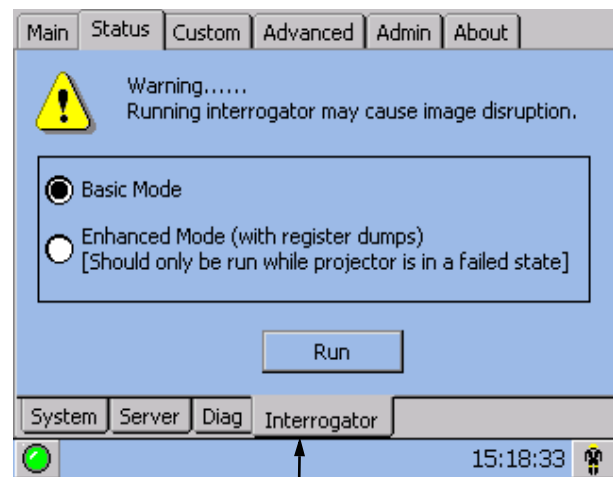 Main Status Custom Advanced Admin About
Warning......
Running interrogator may cause image disruption.
Basic Mode
Enhanced Mode (with register dumps)
[Should only be run while projector is in a failed state]
Run
System Server Diag Interrogator
15:18:33